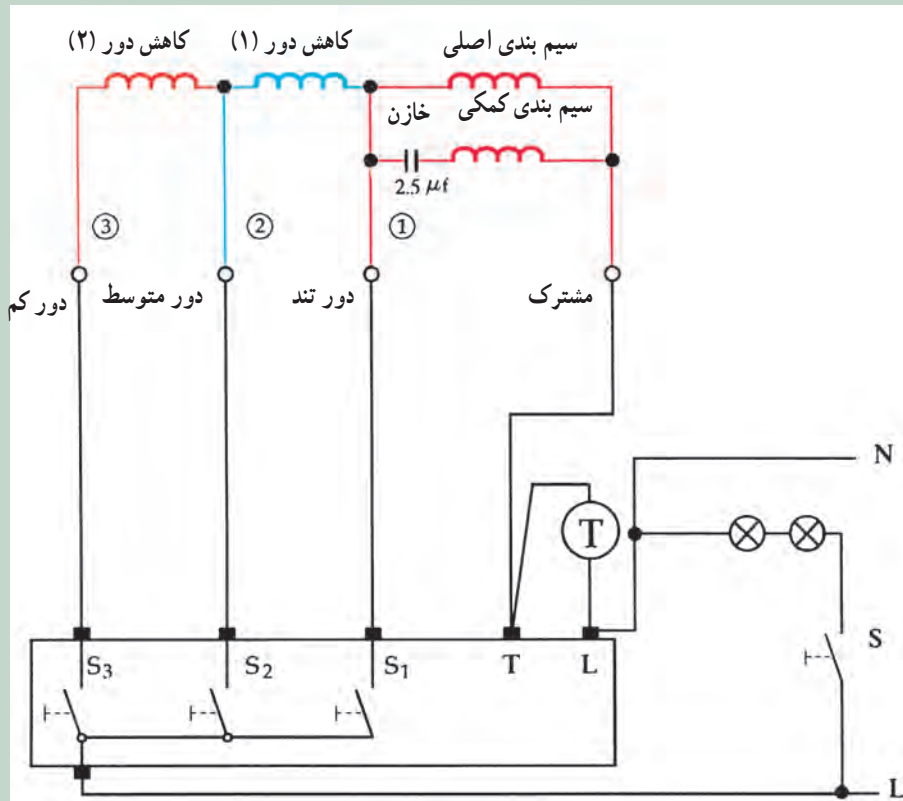 سیم بندی اصلی
کاهش دور (۱)
کاهش دور (۲)
سیم بندی کمکی
خازن
2.5 μf
① ② ③
مشترک
دور تند
دور متوسط
دور کم
N
T
S
S3 S2 S1 T L
L